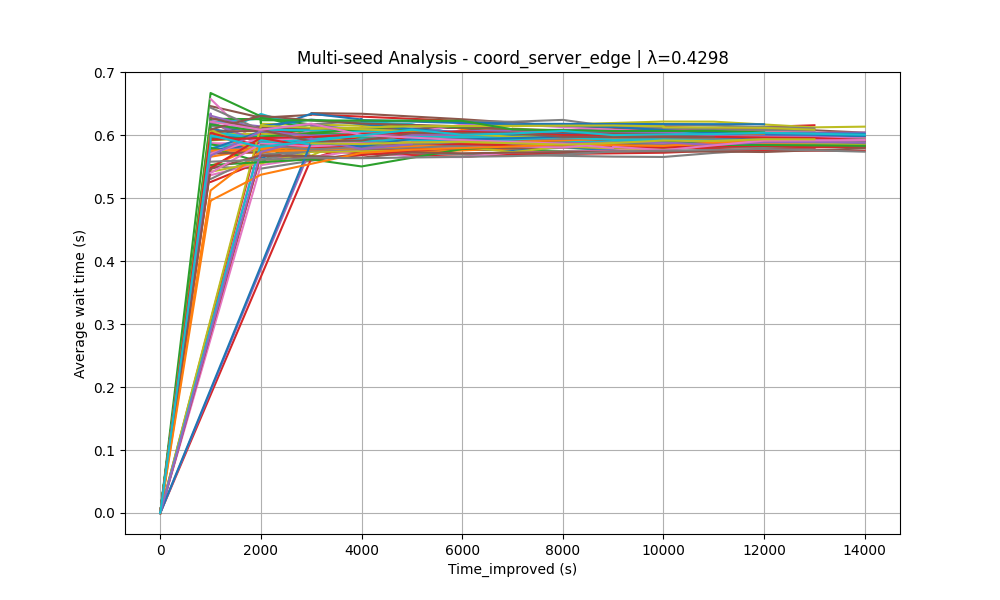 Multi-seed Analysis - coord_server_edge | λ=0.4298
0.7
0.6
0.5
0.4
0.3
0.2
0.1
0.0
Average wait time (s)
0 2000 4000 6000 8000 10000 12000 14000
Time_improved (s)